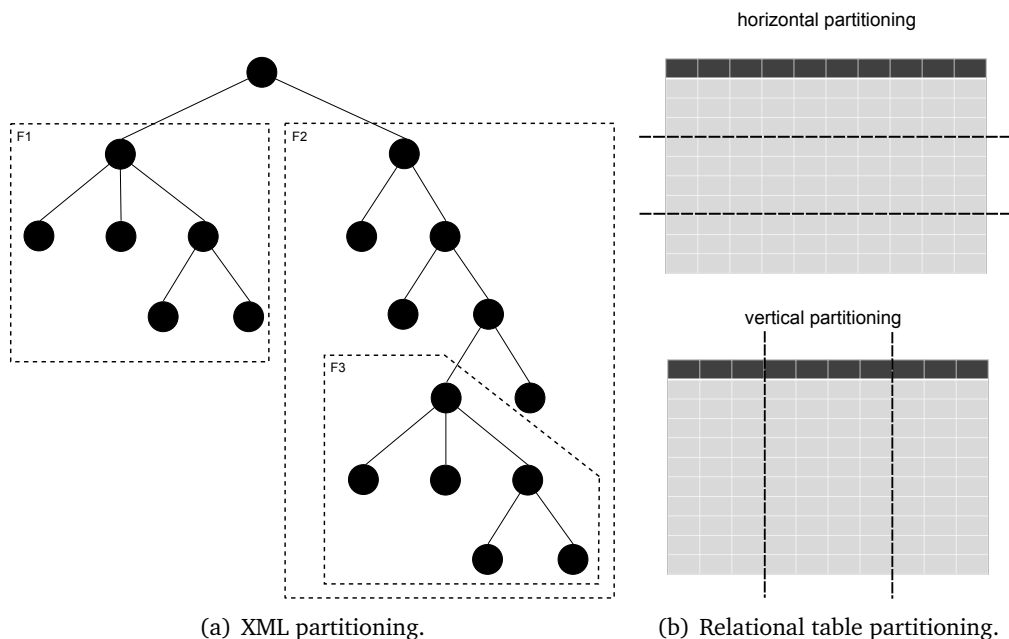 horizontal partitioning
F1
F2
vertical partitioning
F3
(a) XML partitioning.
(b) Relational table partitioning.